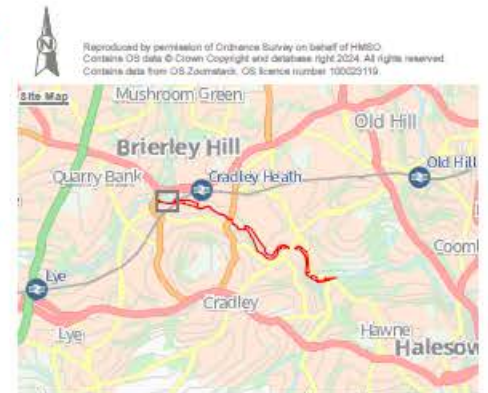 N
Reproduced by permission of Ordnance Survey on behalf of HMSO.
Contains OS data © Crown Copyright and database right 2024. All rights reserved.
Contains data from OS Zoomstack. OS licence number 100023119.
Site Map
Mushroom Green
Old Hill
Brierley Hill
Quarry Bank
Cradley Heath
Old Hill
Lye
Cradley
Lye
Hawne